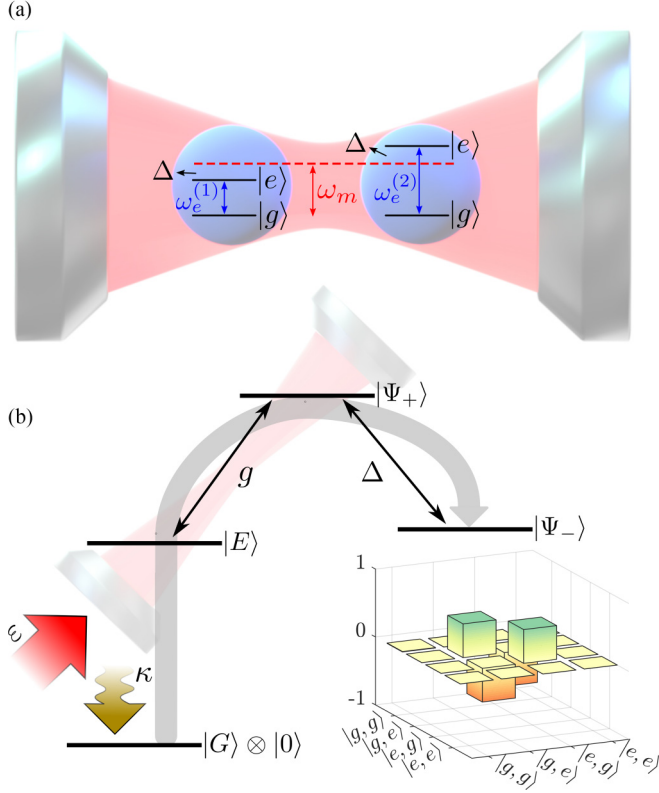 (a)
Δ
|e⟩
ω_e^(1)
|g⟩
ω_m
Δ
|e⟩
ω_e^(2)
|g⟩
(b)
|Ψ₊⟩
g
Δ
|E⟩
|Ψ₋⟩
ε
κ
|G⟩ ⊗ |0⟩
1
0
-1
|g, g⟩
|g, e⟩
|e, g⟩
|e, e⟩
|g, g⟩
|g, e⟩
|e, g⟩
|e, e⟩